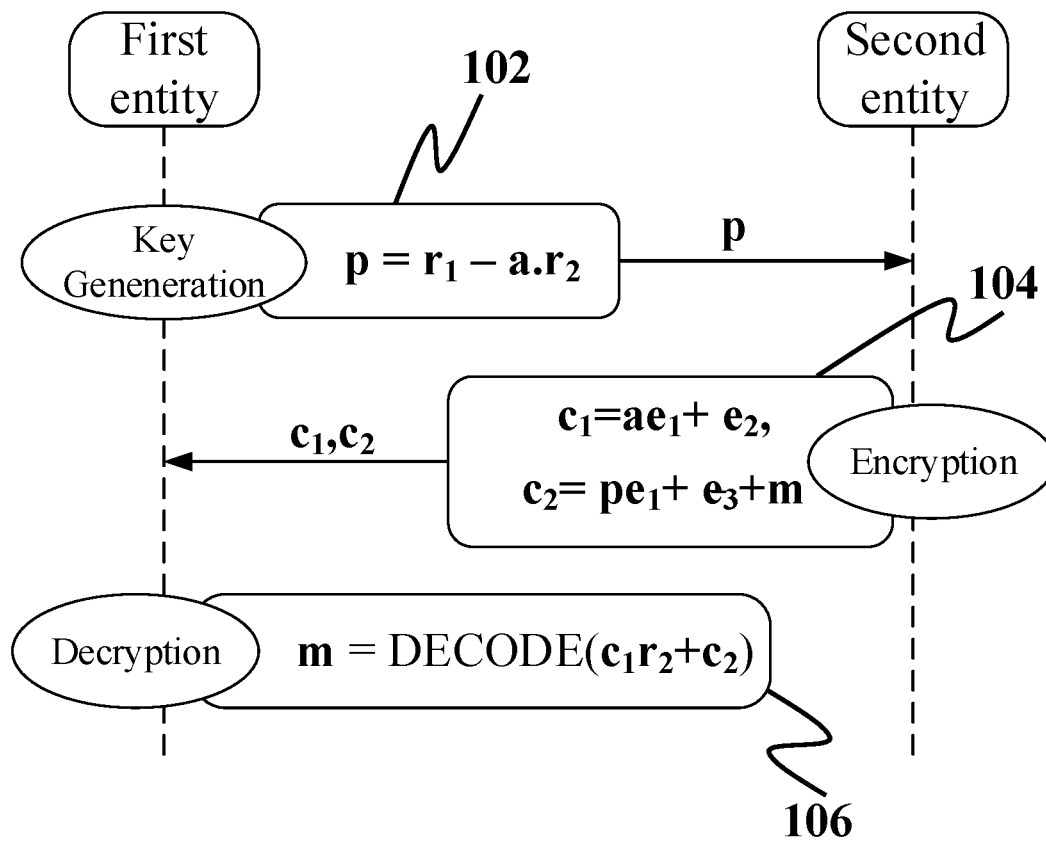 First
entity
Second
entity
102
Key
Geneneration
p = r₁ – a.r₂
p
104
c₁=ae₁+ e₂,
c₂= pe₁+ e₃+m
c₁,c₂
Encryption
Decryption
m = DECODE(c₁r₂+c₂)
106